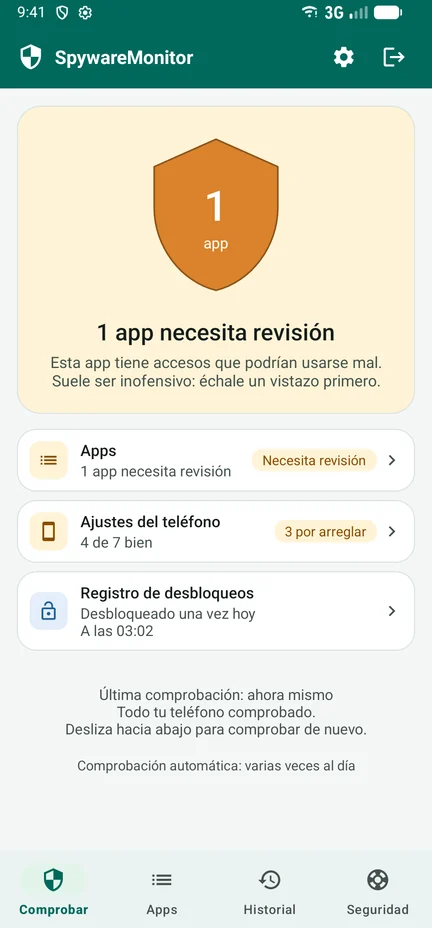 9:41
3G
SpywareMonitor
1
app
1 app necesita revisión
Esta app tiene accesos que podrían usarse mal.
Suele ser inofensivo: échale un vistazo primero.
Apps
1 app necesita revisión
Necesita revisión
Ajustes del teléfono
4 de 7 bien
3 por arreglar
Registro de desbloqueos
Desbloqueado una vez hoy
A las 03:02
Última comprobación: ahora mismo
Todo tu teléfono comprobado.
Desliza hacia abajo para comprobar de nuevo.
Comprobación automática: varias veces al día
Comprobar
Apps
Historial
Seguridad